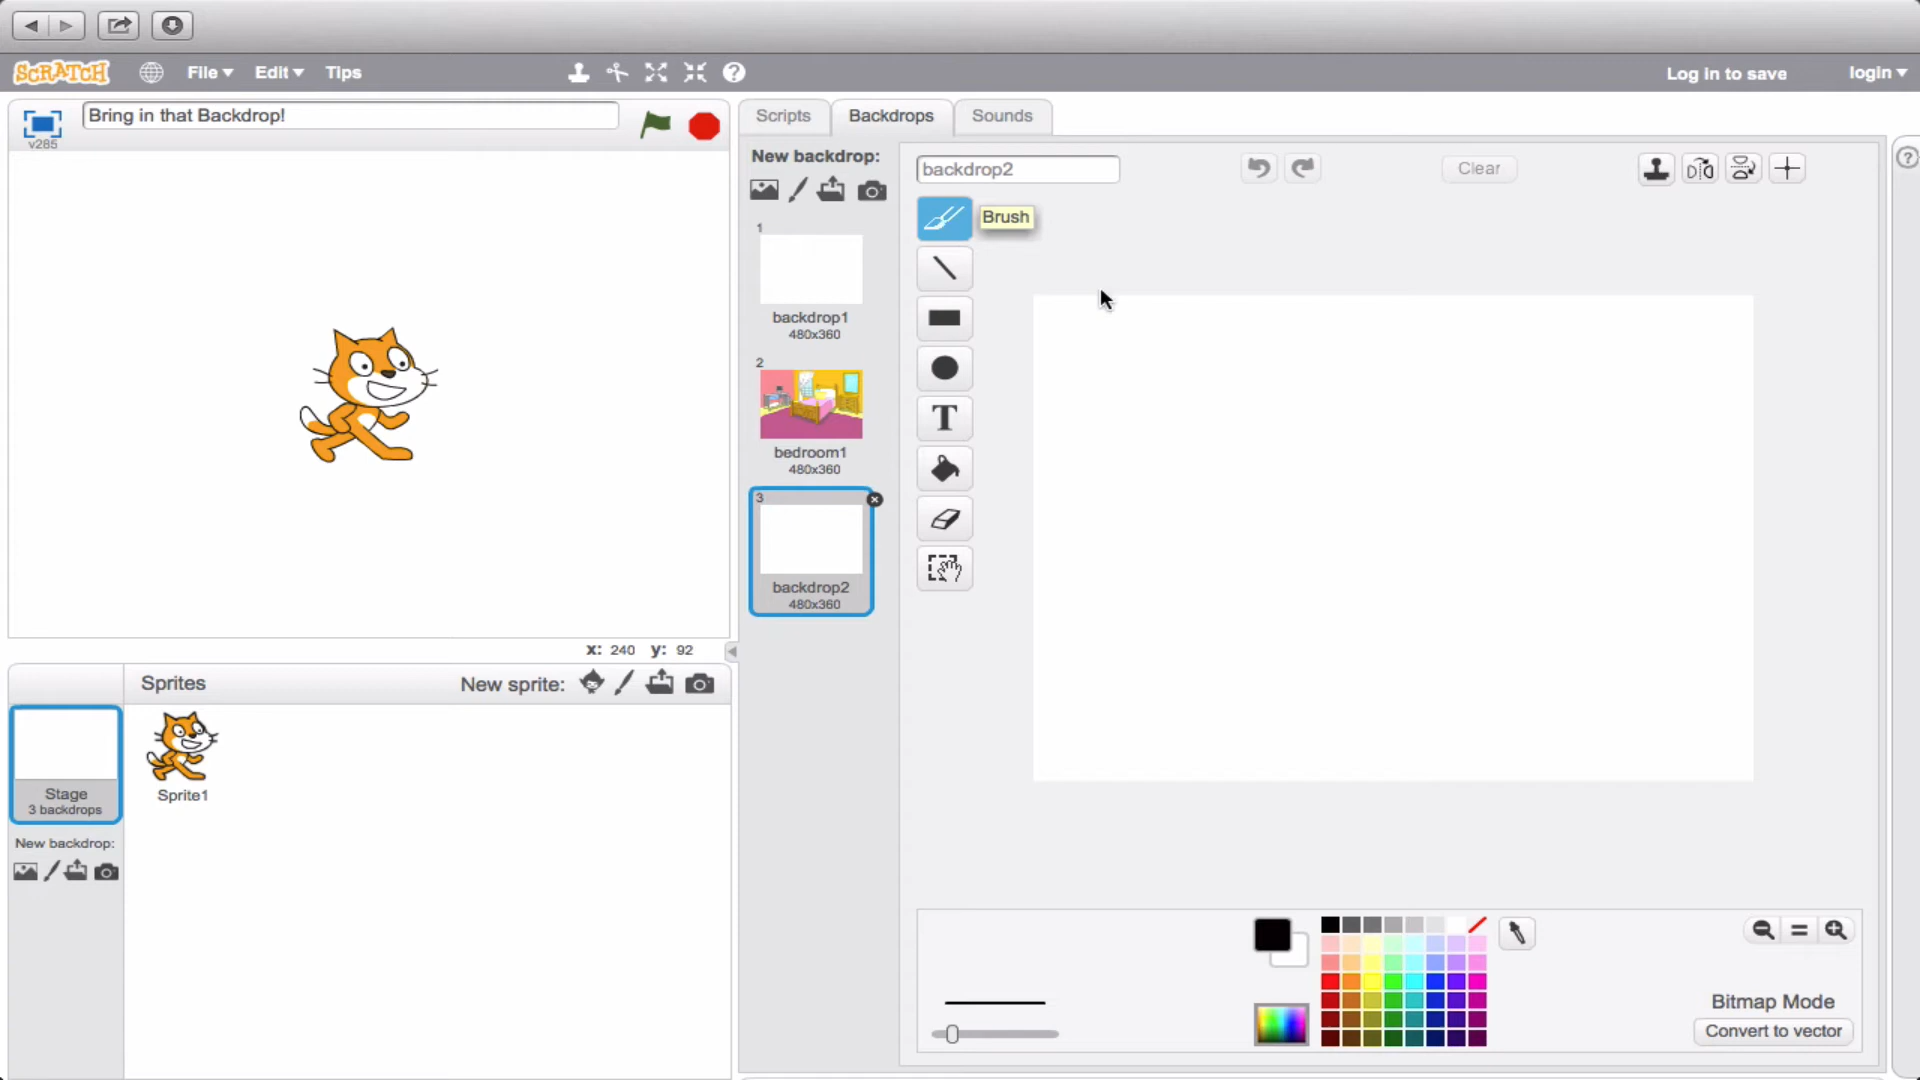 SCRATCH
File
Edit
Tips
Log in to save
login
v285
Bring in that Backdrop!
Scripts
Backdrops
Sounds
New backdrop:
1
backdrop1
480x360
2
bedroom1
480x360
3
backdrop2
480x360
backdrop2
Clear
Brush
T
x: 240 y: 92
Sprites
New sprite:
Stage
3 backdrops
New backdrop:
Sprite1
Bitmap Mode
Convert to vector